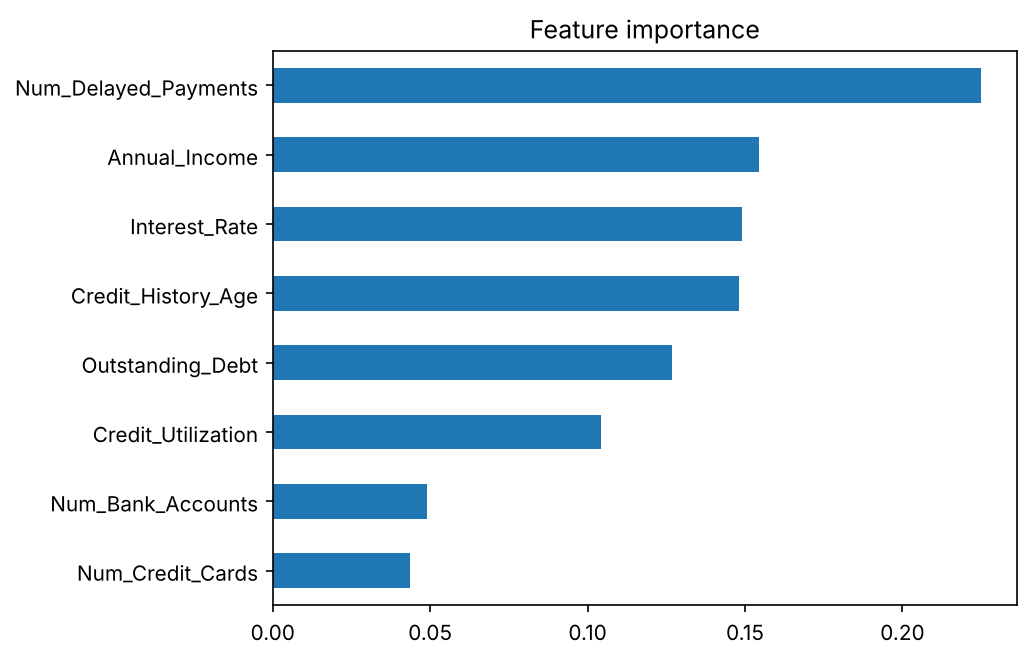 Feature importance
Num_Delayed_Payments
Annual_Income
Interest_Rate
Credit_History_Age
Outstanding_Debt
Credit_Utilization
Num_Bank_Accounts
Num_Credit_Cards
0.00 0.05 0.10 0.15 0.20